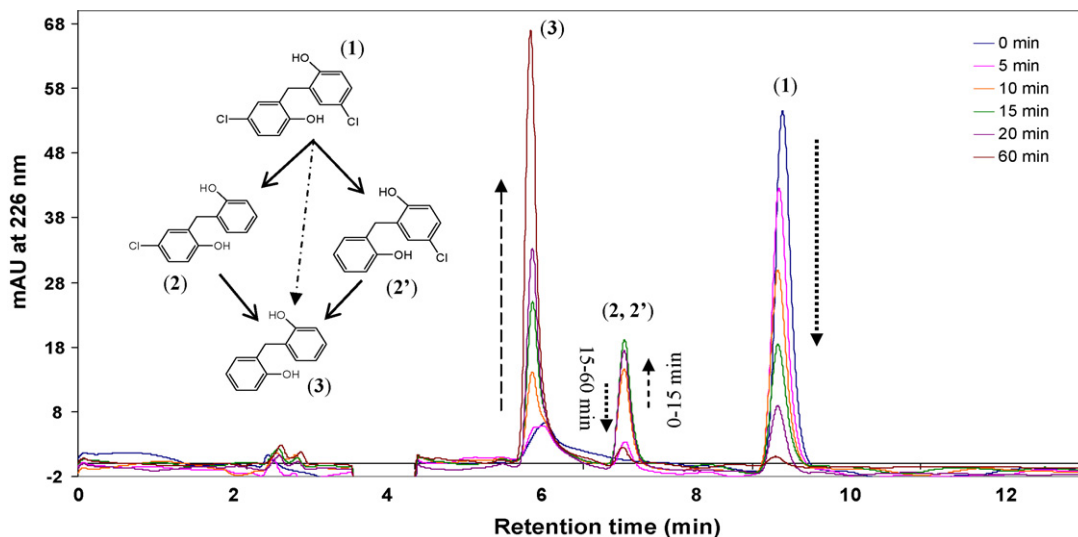 68
58
48
38
28
18
8
-2
mAU at 226 nm
0
2
4
6
8
10
12
Retention time (min)
(1)
HO
Cl
OH
Cl
HO
Cl
OH
(2)
HO
OH
Cl
(2')
HO
OH
(3)
(3)
(2, 2')
15-60 min
0-15 min
(1)
0 min
5 min
10 min
15 min
20 min
60 min